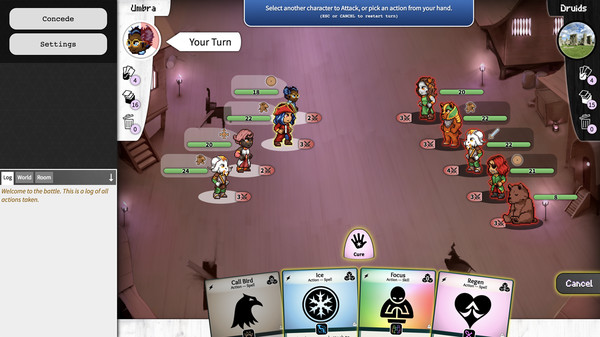 Concede
Settings
Log World Room
Welcome to the battle. This is a log of all
actions taken.
Umbra
Your Turn
4
16
0
Select another character to Attack, or pick an action from your hand.
(ESC or CANCEL to restart turn)
Druids
4
15
0
18
22
20
24
20
22
22
21
Cure
Call Bird
Action — Spell
Ice
Action — Spell
Focus
Action — Skill
Regen
Action — Spell
Cancel